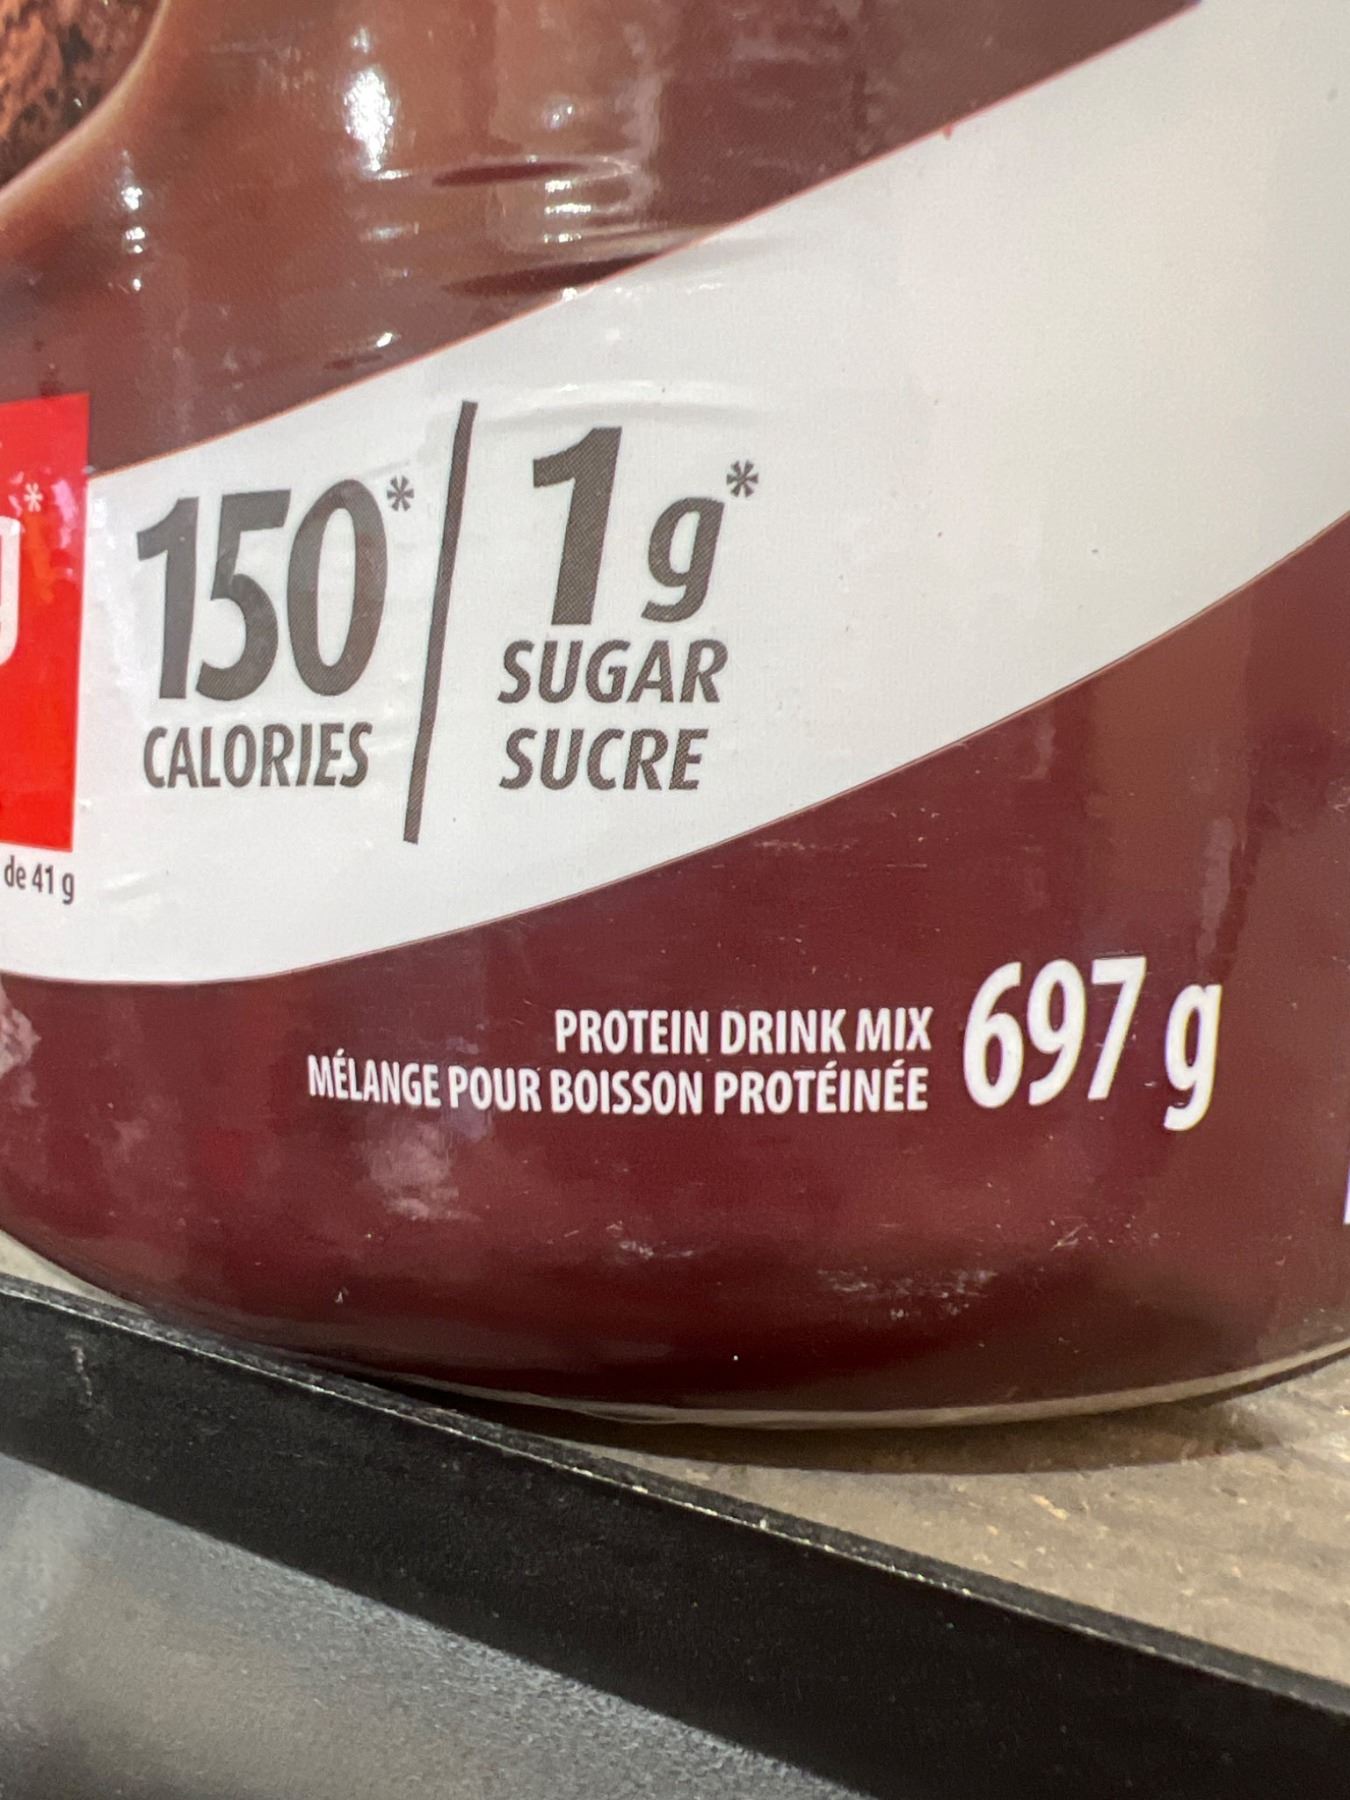 150* 1g*
CALORIES SUGAR
SUCRE
de 41 g
PROTEIN DRINK MIX
MÉLANGE POUR BOISSON PROTÉINÉE
697 g